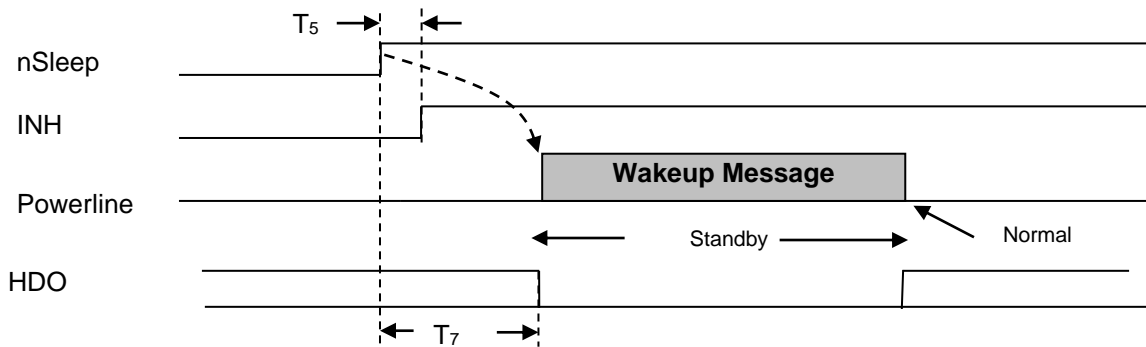 T₅
nSleep
INH
Wakeup Message
Powerline
Standby
Normal
HDO
T₇